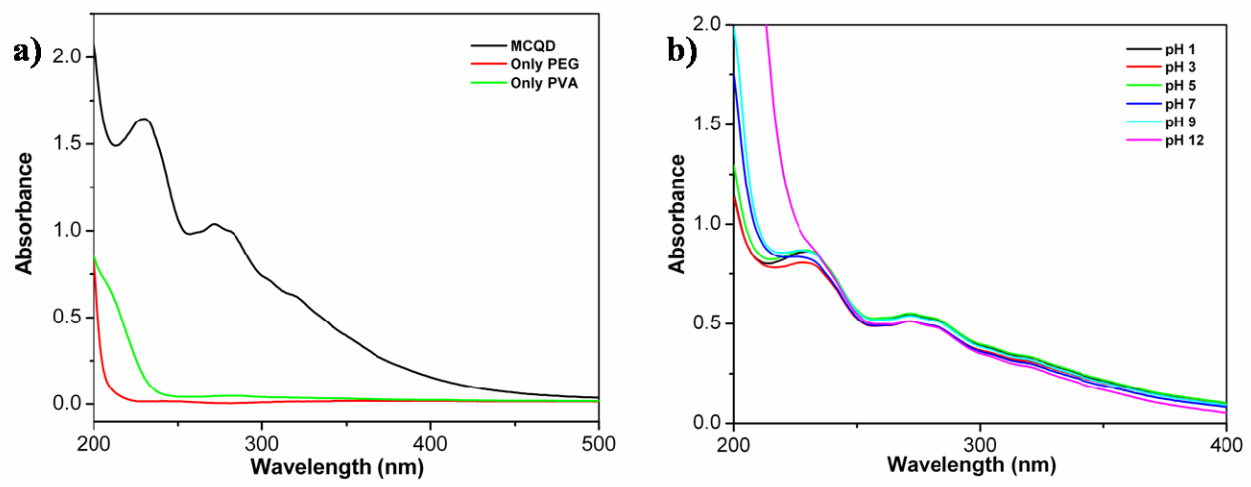 a)
2.0
1.5
1.0
0.5
0.0
Absorbance
MCQD
Only PEG
Only PVA
200
300
400
500
Wavelength (nm)
b)
2.0
1.5
1.0
0.5
0.0
Absorbance
pH 1
pH 3
pH 5
pH 7
pH 9
pH 12
200
300
400
Wavelength (nm)